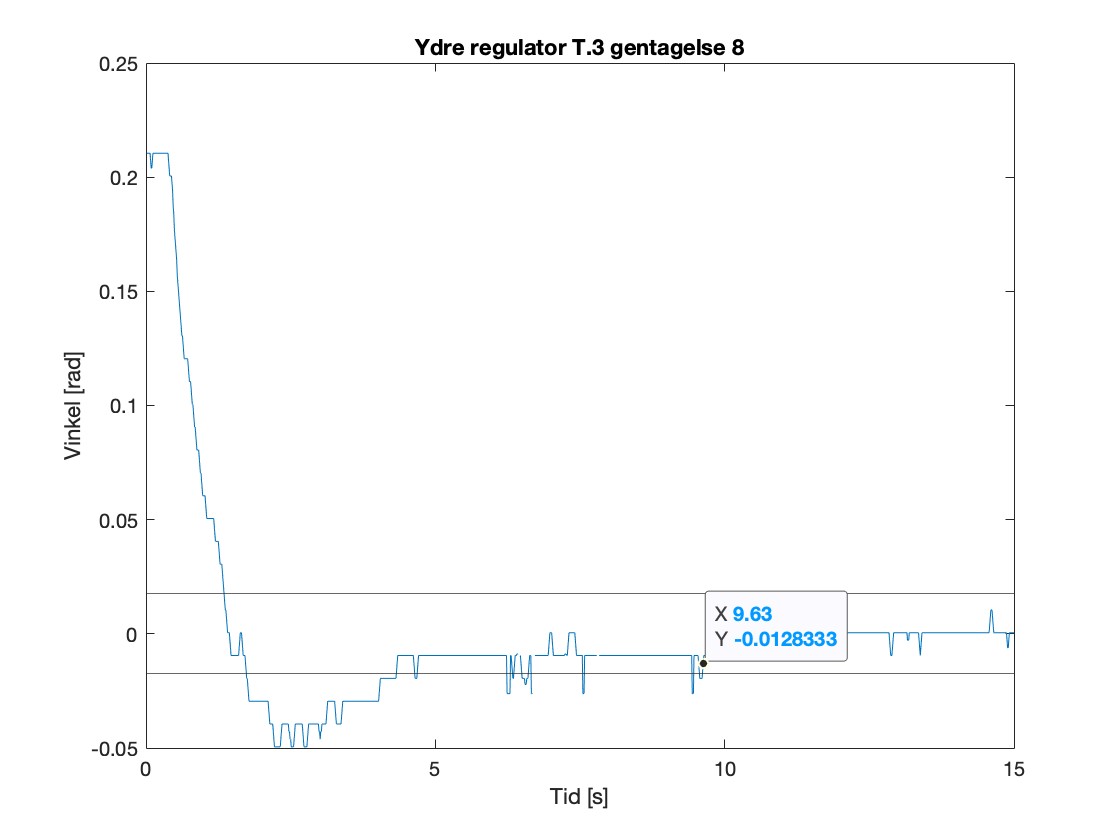 Ydre regulator T.3 gentagelse 8
0.25
0.2
0.15
0.1
0.05
0
-0.05
Vinkel [rad]
X 9.63
Y -0.0128333
0
5
10
15
Tid [s]